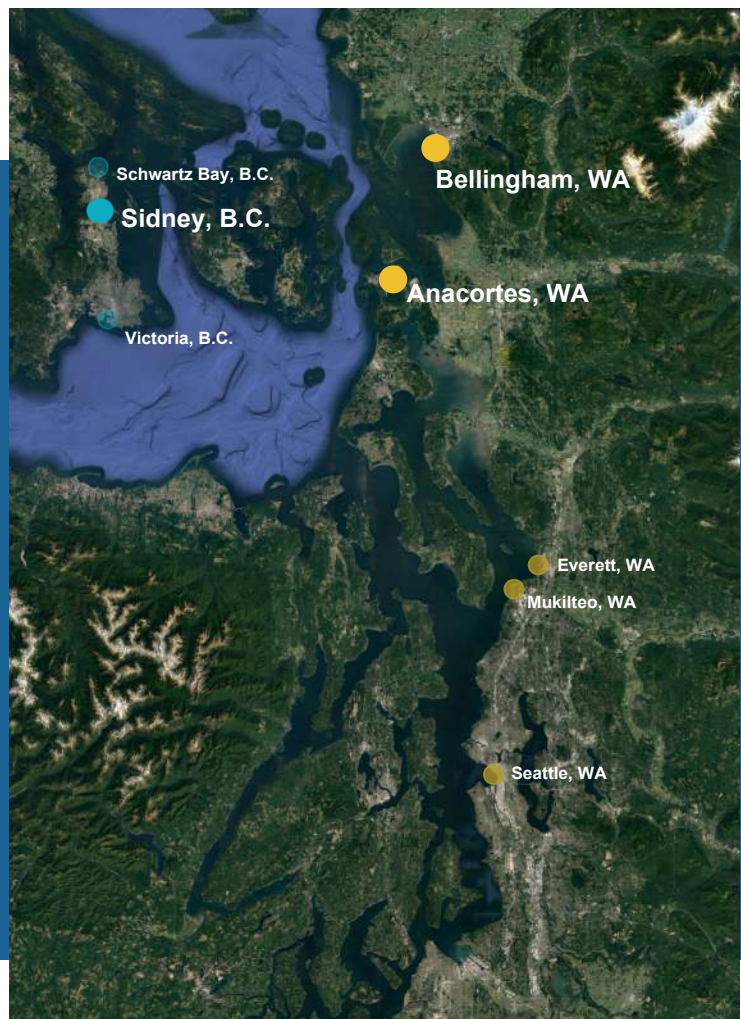 Schwartz Bay, B.C.
Bellingham, WA
Sidney, B.C.
Anacortes, WA
Victoria, B.C.
Everett, WA
Mukilteo, WA
Seattle, WA